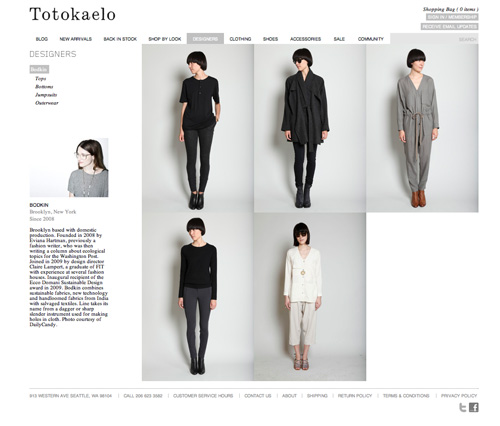 Totokaelo
Shopping Bag ( 0 items )
SIGN IN / MEMBERSHIP
RECEIVE EMAIL UPDATES
BLOG NEW ARRIVALS BACK IN STOCK SHOP BY LOOK DESIGNERS CLOTHING SHOES ACCESSORIES SALE COMMUNITY SEARCH
DESIGNERS
Bodkin
Tops
Bottoms
Jumpsuits
Outerwear
BODKIN
Brooklyn, New York
Since 2008
Brooklyn based with domestic
production. Founded in 2008 by
Eviana Hartman, previously a
fashion writer, who was then
writing a column about ecological
topics for the Washington Post.
Joined in 2009 by design director
Claire Lampert, a graduate of FIT
with experience at several fashion
houses. Inaugural recipient of the
Ecco Domani Sustainable Design
award in 2009. Bodkin combines
sustainable fabrics, new technology
and handloomed fabrics from India
with salvaged textiles. Line takes its
name from a dagger or sharp
slender instrument used for making
holes in cloth. Photo courtesy of
DailyCandy.
913 WESTERN AVE SEATTLE, WA 98104 | CALL 206 623 3582 | CUSTOMER SERVICE HOURS | CONTACT US | ABOUT | SHIPPING | RETURN POLICY | TERMS & CONDITIONS | PRIVACY POLICY